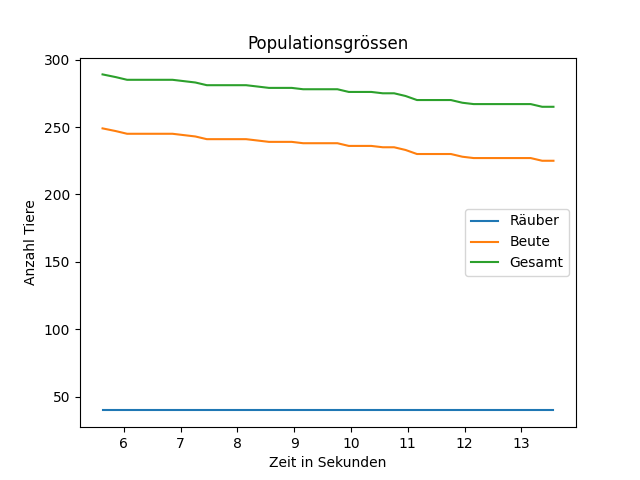 Populationsgrössen
300
250
200
150
100
50
Anzahl Tiere
Räuber
Beute
Gesamt
6 7 8 9 10 11 12 13
Zeit in Sekunden